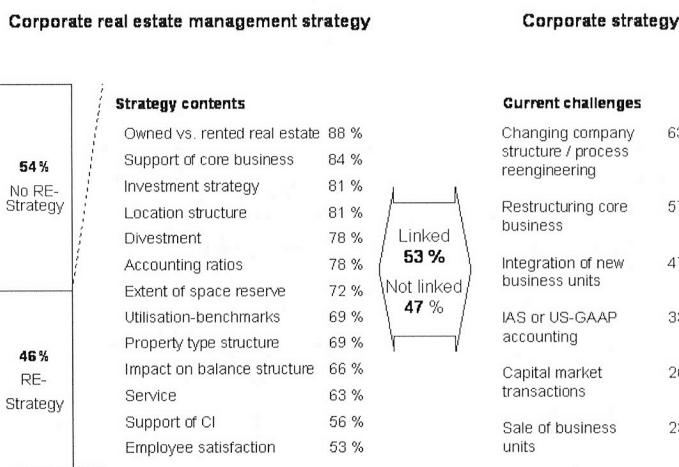 Corporate real estate management strategy
Corporate strategy
54%
No RE-
Strategy
46%
RE-
Strategy
Strategy contents
Owned vs. rented real estate 88 %
Support of core business 84 %
Investment strategy 81 %
Location structure 81 %
Divestment 78 %
Accounting ratios 78 %
Extent of space reserve 72 %
Utilisation-benchmarks 69 %
Property type structure 69 %
Impact on balance structure 66 %
Service 63 %
Support of CI 56 %
Employee satisfaction 53 %
Linked
53 %
Not linked
47 %
Current challenges
Changing company
structure / process
reengineering
Restructuring core
business
Integration of new
business units
IAS or US-GAAP
accounting
Capital market
transactions
Sale of business
units